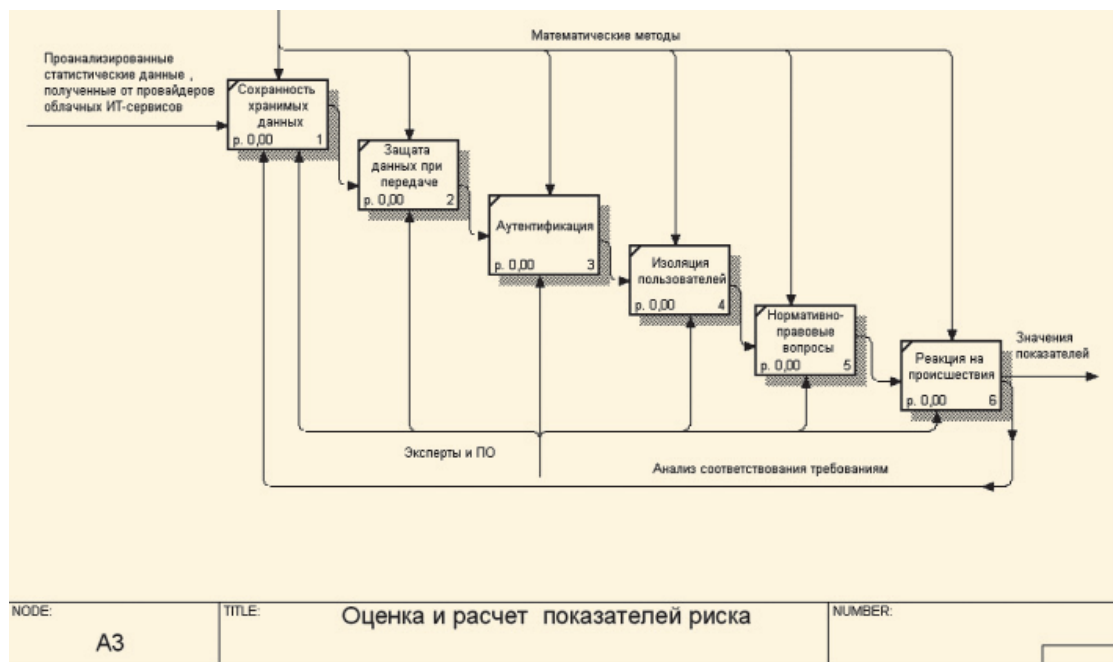 Математические методы
Проанализированные
статистические данные ,
полученные от провайдеров
облачных ИТ-сервисов
Сохранность
хранимых
данных
р. 0,00 1
Защата
данных при
передаче
р. 0,00 2
Аутентификация
р. 0,00 3
Изоляция
пользователей
р. 0,00 4
Нормативно-
правовые
вопросы
р. 0,00 5
Реакция на
происшествия
р. 0,00 6
Значения
показателей
Эксперты и ПО
Анализ соответствования требованиям
NODE:
А3
TITLE:
Оценка и расчет показателей риска
NUMBER: